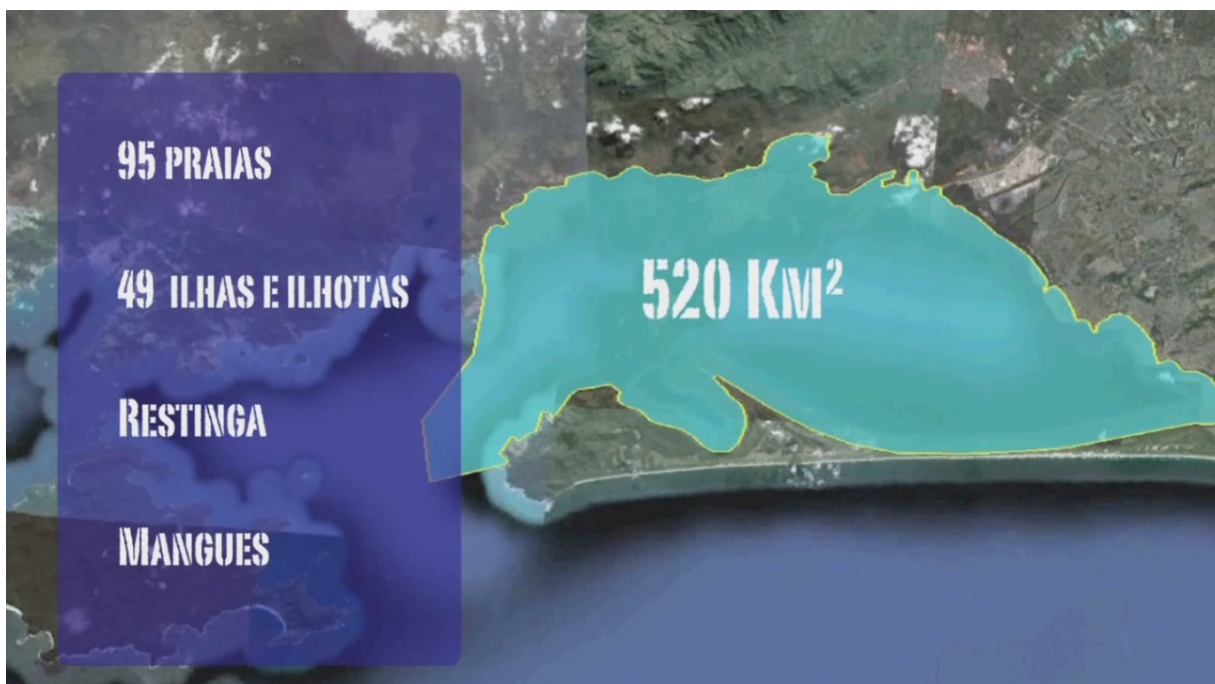 95 PRAIAS
49 ILHAS E ILHOTAS
RESTINGA
MANGUES
520 KM²